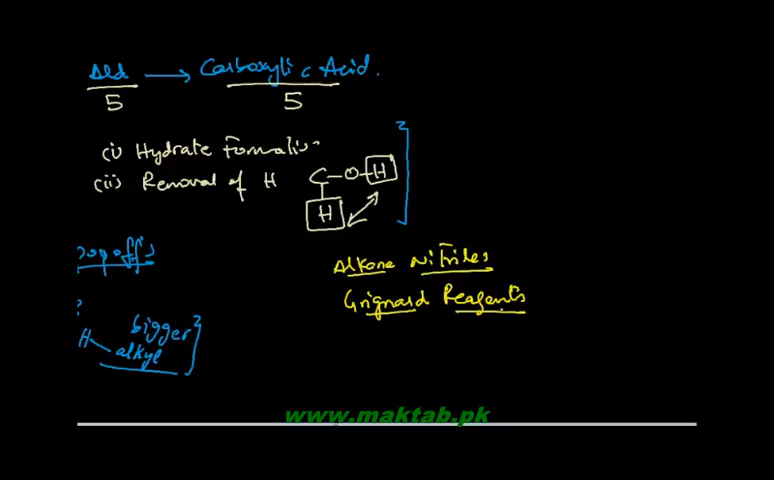 Ald → Carboxylic Acid.
5 5
(i) Hydrate Formation
(ii) Removal of H C-O-H
H
popoff's
?
H bigger
alkyl
Alkane Nitriles
Grignard Reagents
www.maktab.pk